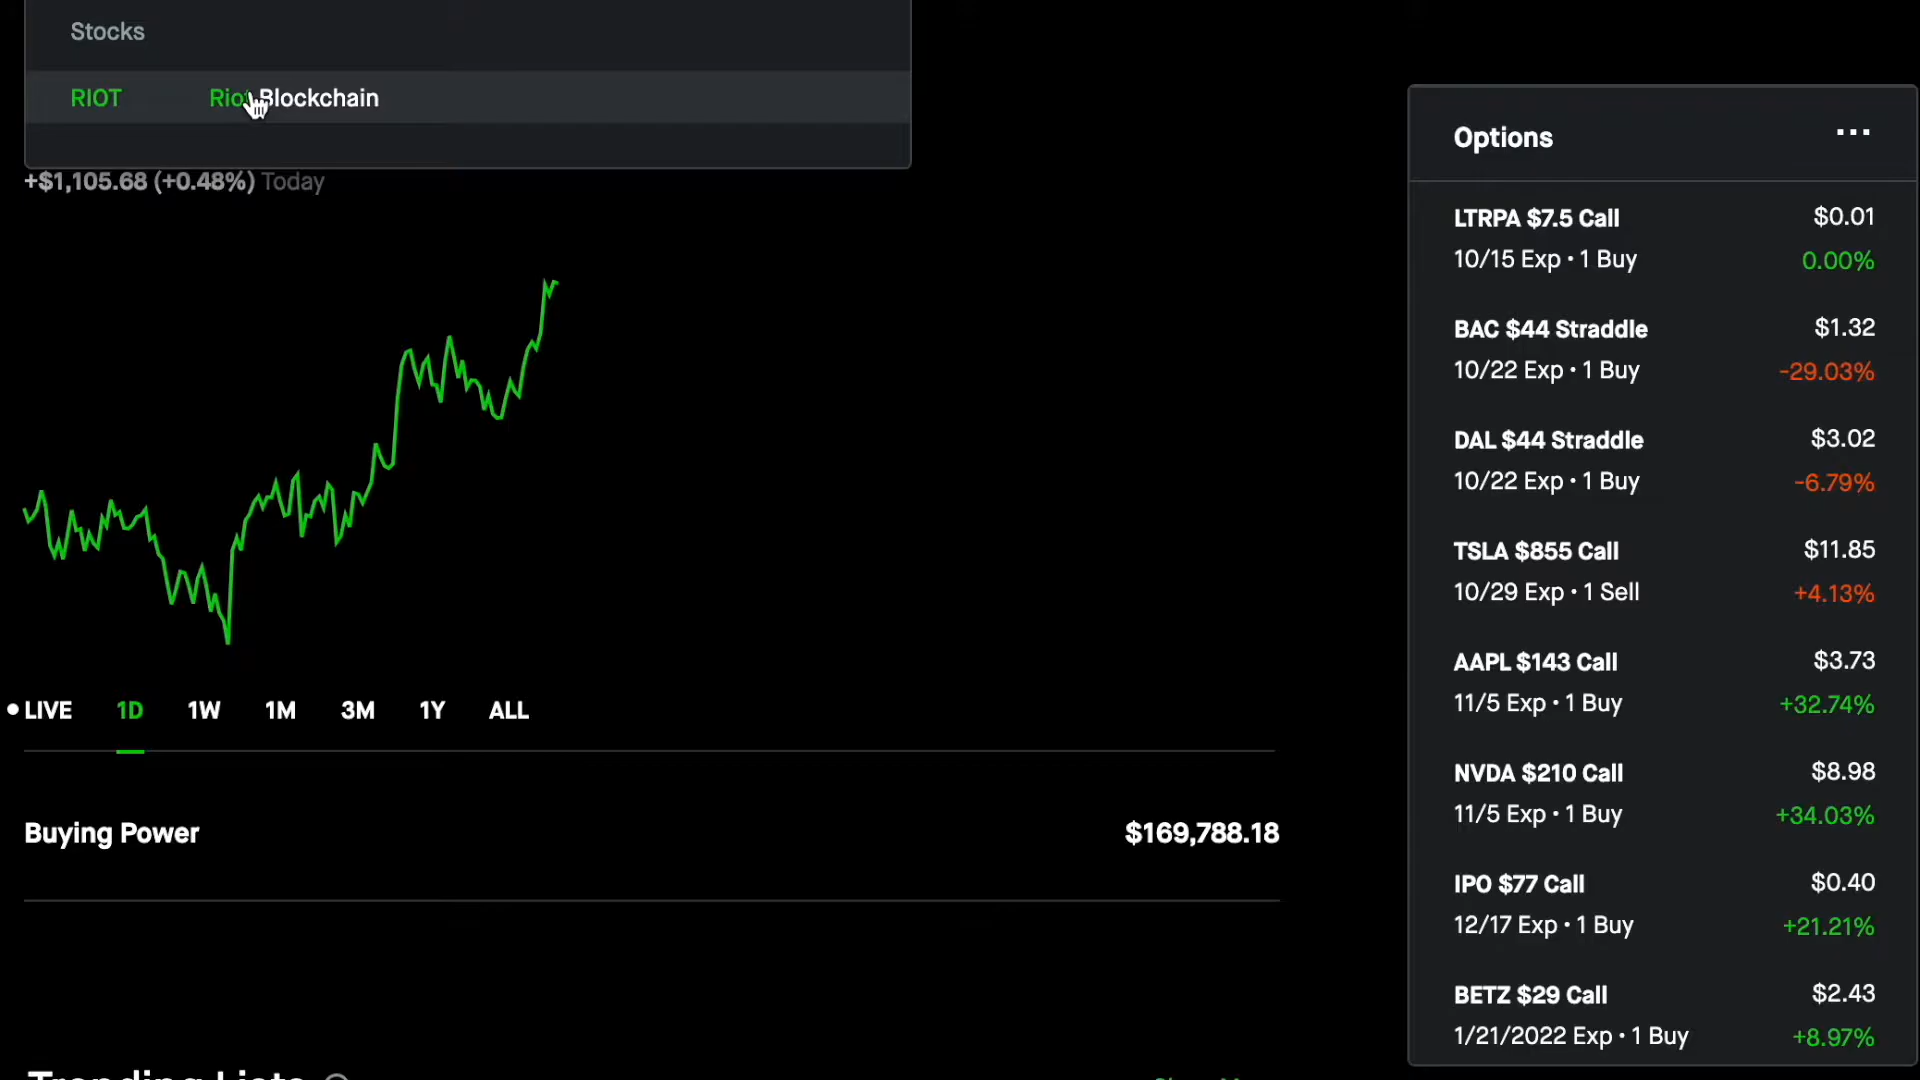 Stocks
RIOT Riot Blockchain
+$1,105.68 (+0.48%) Today
LIVE 1D 1W 1M 3M 1Y ALL
Buying Power $169,788.18
Trending Lists
Options
LTRPA $7.5 Call $0.01
10/15 Exp • 1 Buy 0.00%
BAC $44 Straddle $1.32
10/22 Exp • 1 Buy -29.03%
DAL $44 Straddle $3.02
10/22 Exp • 1 Buy -6.79%
TSLA $855 Call $11.85
10/29 Exp • 1 Sell +4.13%
AAPL $143 Call $3.73
11/5 Exp • 1 Buy +32.74%
NVDA $210 Call $8.98
11/5 Exp • 1 Buy +34.03%
IPO $77 Call $0.40
12/17 Exp • 1 Buy +21.21%
BETZ $29 Call $2.43
1/21/2022 Exp • 1 Buy +8.97%